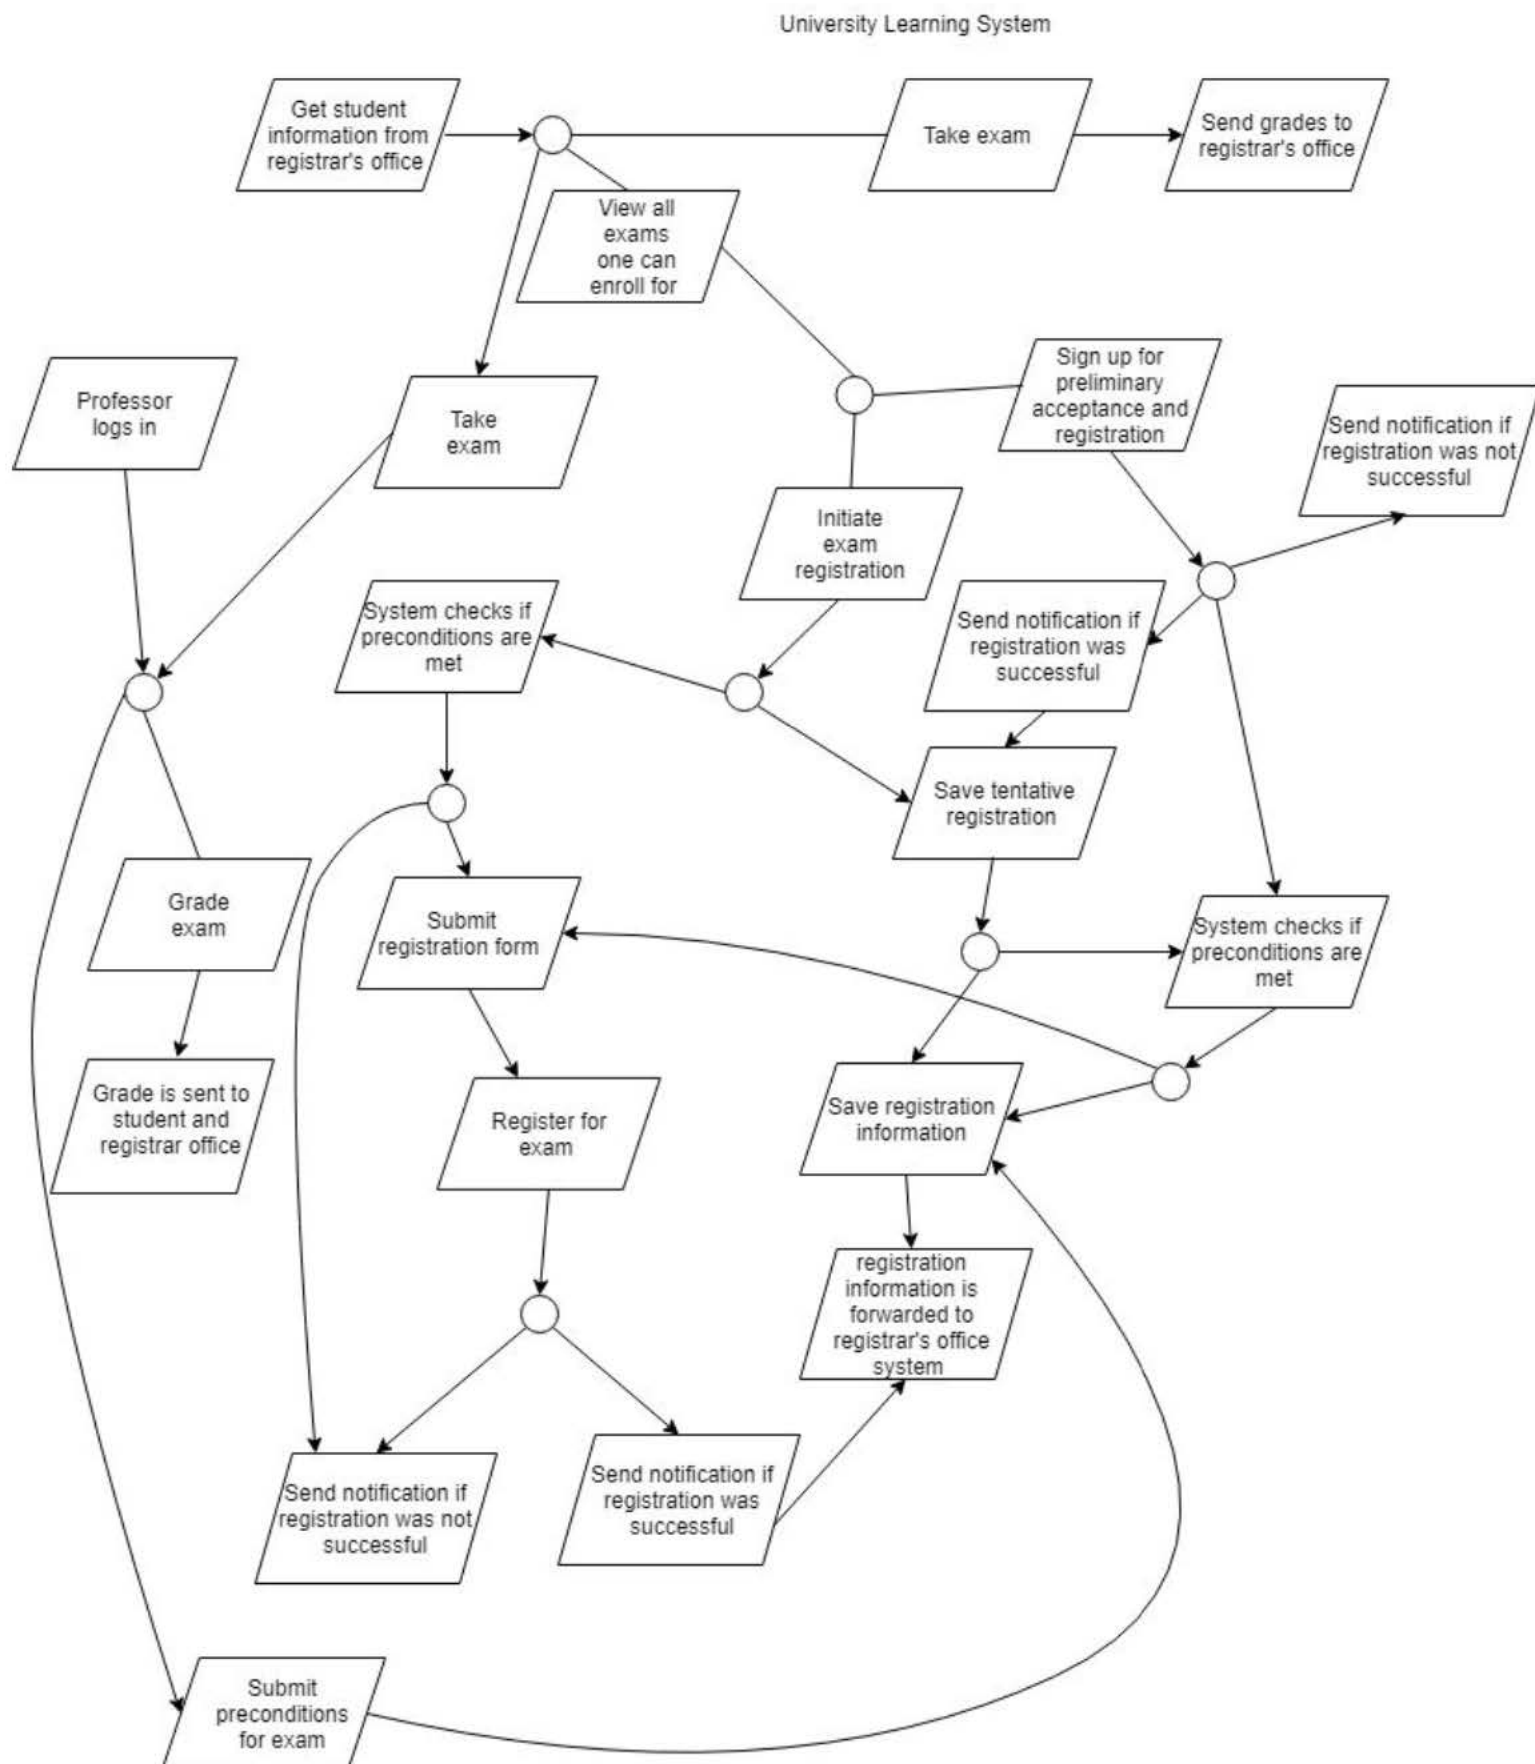 University Learning System
Get student
information from
registrar's office
Take exam
Send grades to
registrar's office
View all
exams
one can
enroll for
Professor
logs in
Take
exam
Sign up for
preliminary
acceptance and
registration
Send notification if
registration was not
successful
Initiate
exam
registration
System checks if
preconditions are
met
Send notification if
registration was
successful
Save tentative
registration
Grade
exam
Submit
registration form
System checks if
preconditions are
met
Grade is sent to
student and
registrar office
Register for
exam
Save registration
information
registration
information is
forwarded to
registrar's office
system
Send notification if
registration was not
successful
Send notification if
registration was
successful
Submit
preconditions
for exam